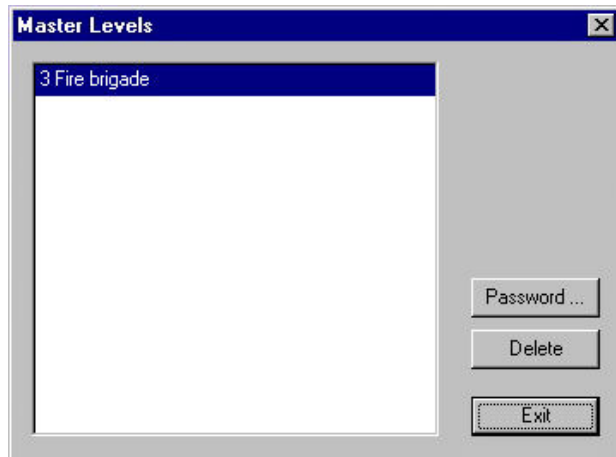 Master Levels
3 Fire brigade
Password ...
Delete
Exit